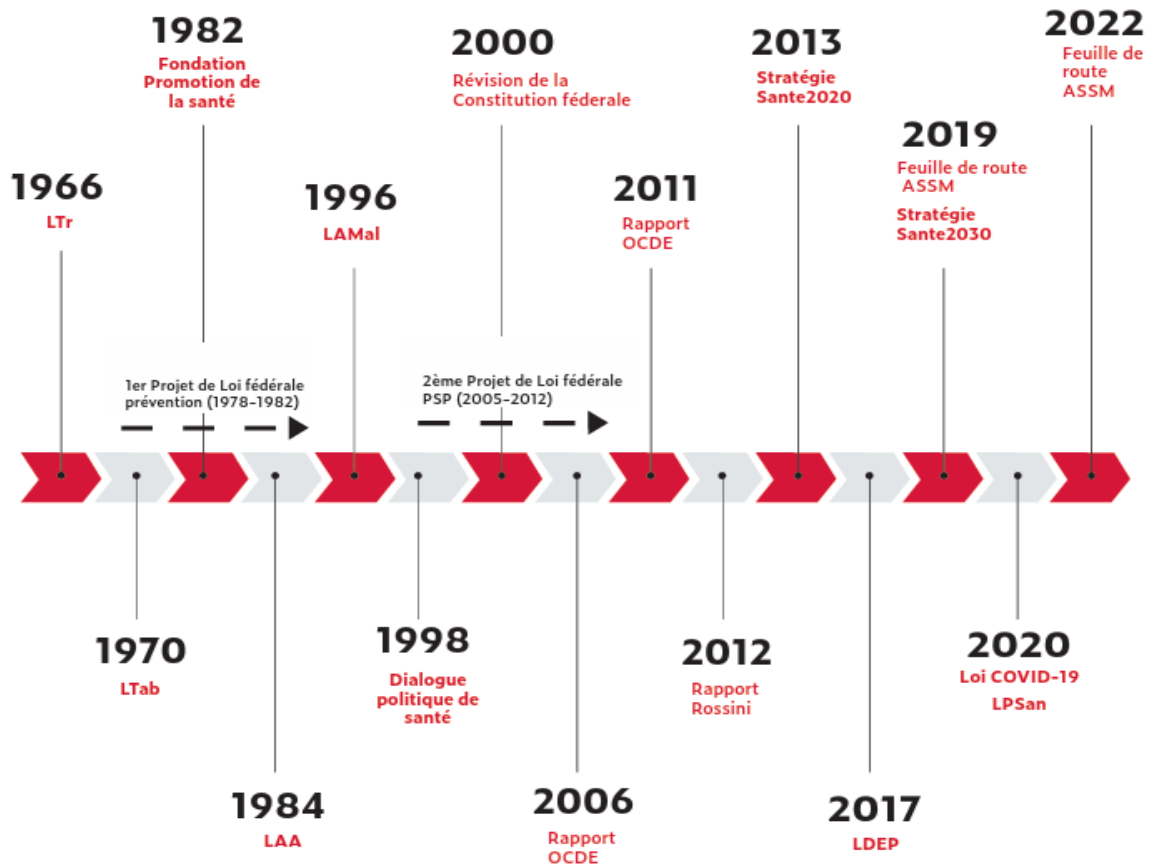 1966
LTr
1982
Fondation
Promotion de
la santé
1996
LAMal
2000
Révision de la
Constitution féderale
2011
Rapport
OCDE
2013
Stratégie
Sante2020
2019
Feuille de route
ASSM
Stratégie
Sante2030
2022
Feuille de
route
ASSM
1er Projet de Loi fédérale
prévention (1978-1982)
2ème Projet de Loi fédérale
PSP (2005-2012)
1970
LTab
1984
LAA
1998
Dialogue
politique de
santé
2006
Rapport
OCDE
2012
Rapport
Rossini
2017
LDEP
2020
Loi COVID-19
LPSan